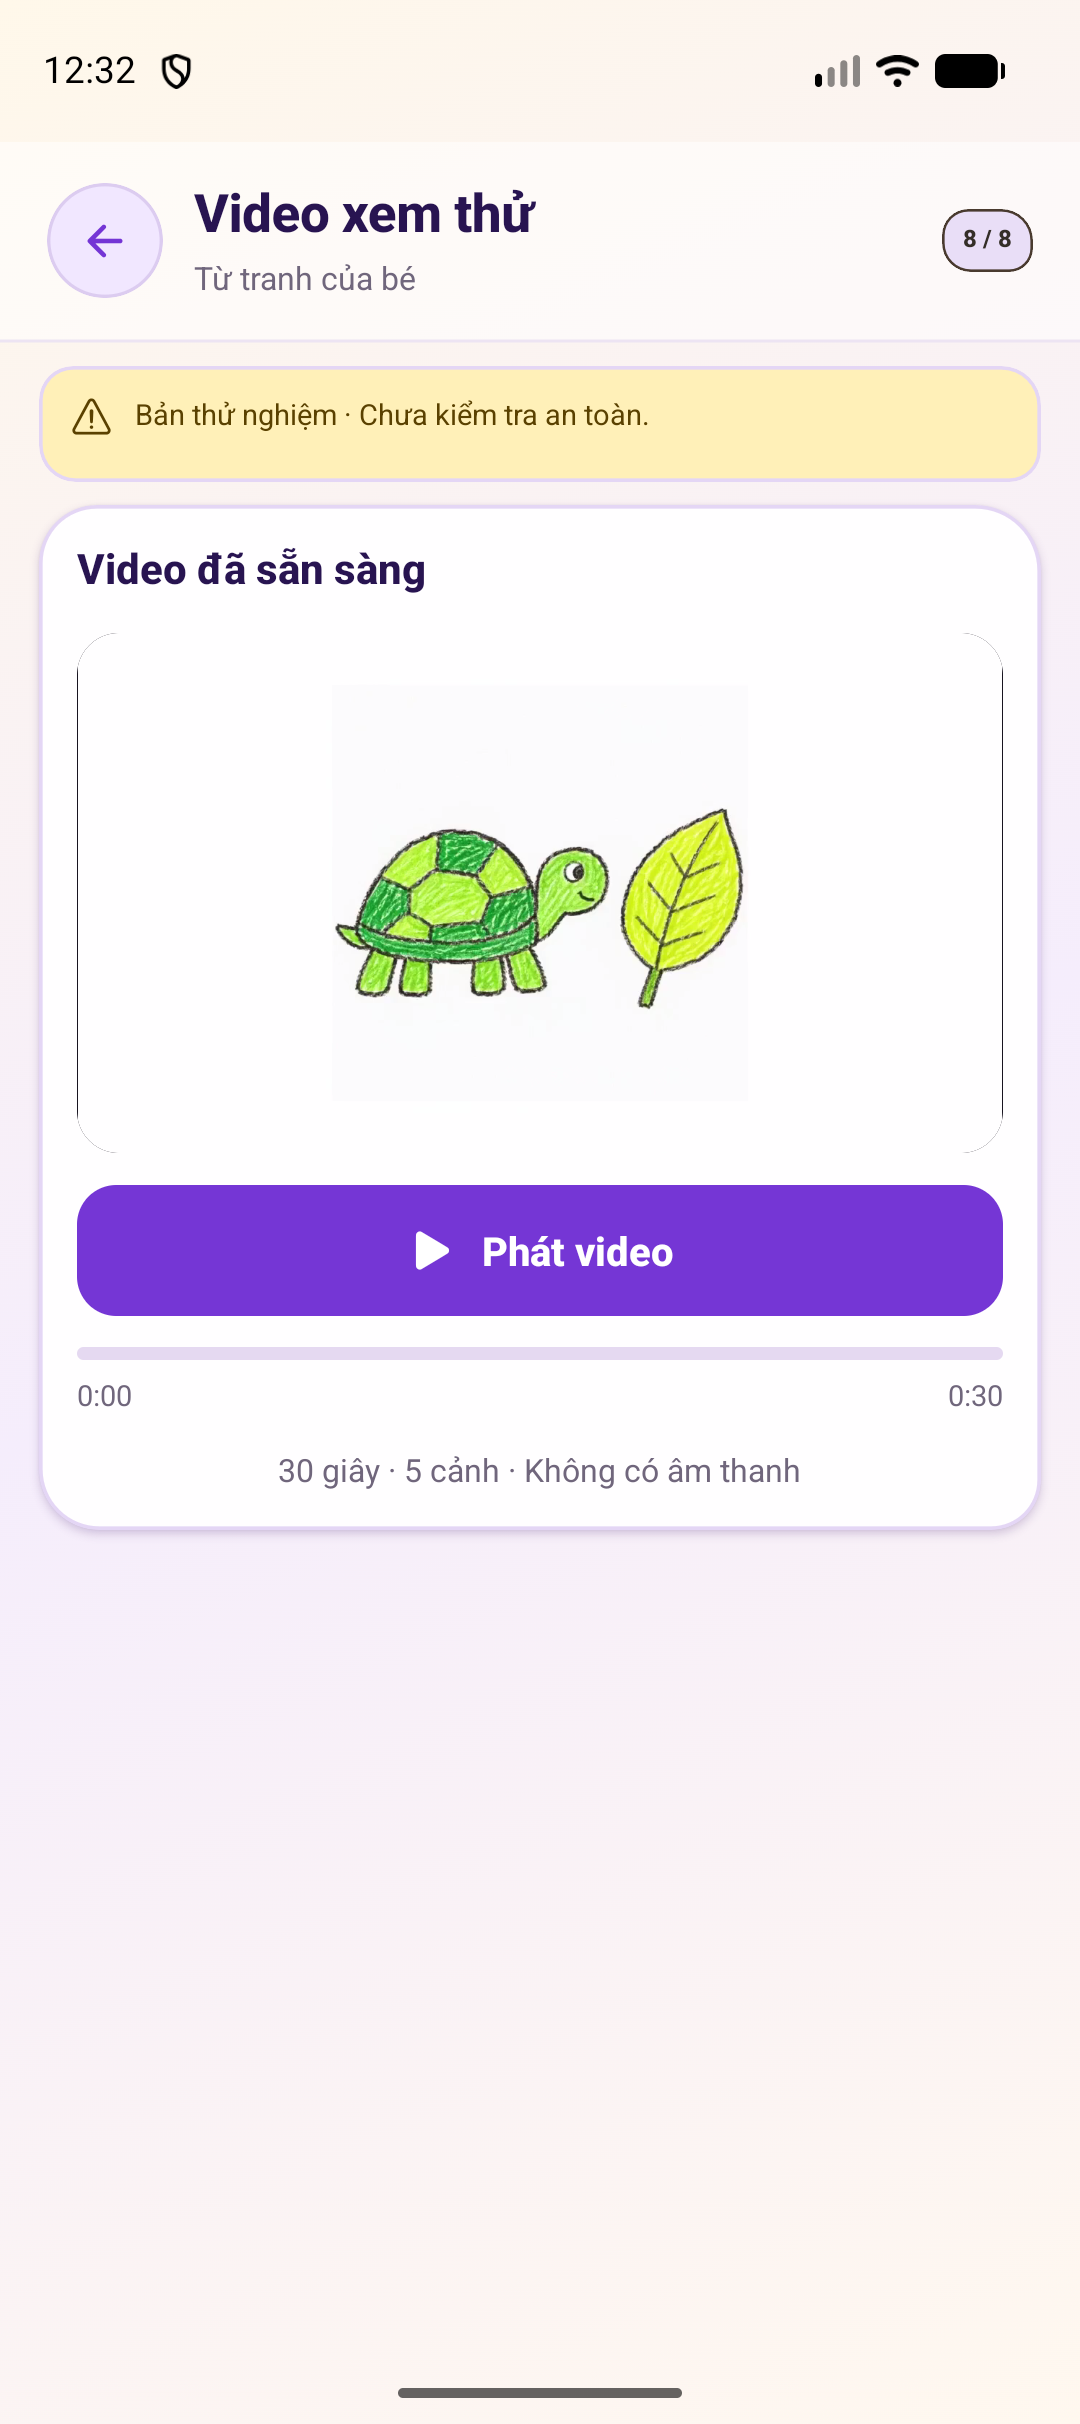 12:32
Video xem thử
Từ tranh của bé
8 / 8
Bản thử nghiệm · Chưa kiểm tra an toàn.
Video đã sẵn sàng
Phát video
0:00
0:30
30 giây · 5 cảnh · Không có âm thanh